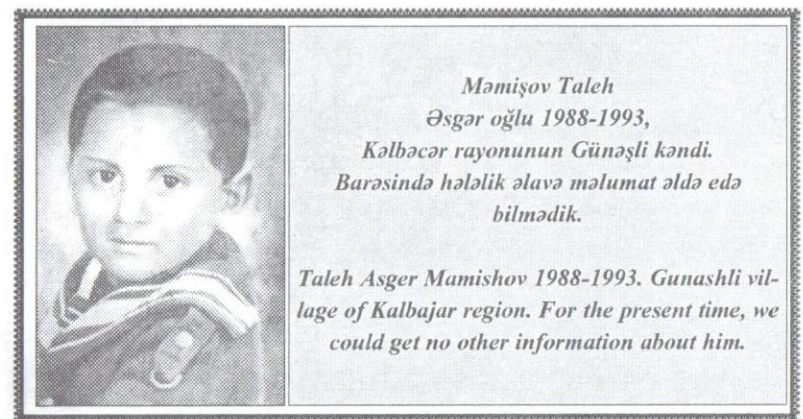 Məmişov Taleh
Əsgər oğlu 1988-1993,
Kəlbəcər rayonunun Günəşli kəndi.
Barəsində hələlik əlavə məlumat əldə edə
bilmədik.
Taleh Asger Mamishov 1988-1993. Gunashli vil-
lage of Kalbajar region. For the present time, we
could get no other information about him.